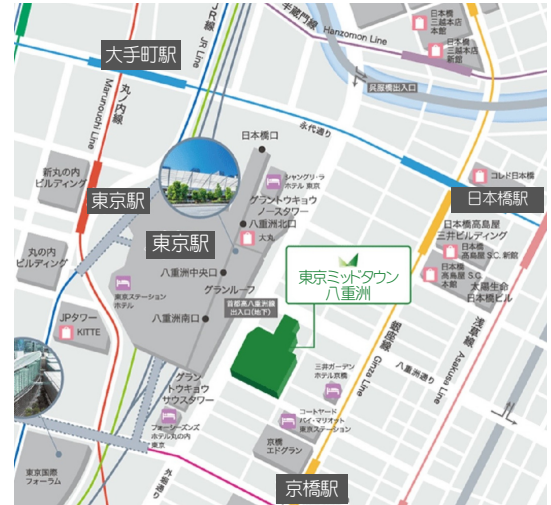 半蔵門線
Hanzomon Line
日本橋
三越本店
本館
日本橋
三越本店
新館
JR線
JR Line
大手町駅
呉服橋出入口
丸ノ内線
Marunouchi Line
永代通り
日本橋口
新丸の内
ビルディング
シャングリ・ラ
ホテル 東京
コレド日本橋
東京駅
グラントウキョウ
ノースタワー
日本橋駅
東京駅
八重洲北口
大丸
日本橋高島屋
三井ビルディング
丸の内
ビルディング
東京ミッドタウン
八重洲
日本橋
高島屋 S.C. 新館
八重洲中央口
グランルーフ
日本橋
高島屋 S.C.
本館
太陽生命
日本橋ビル
東京ステーション
ホテル
首都高八重洲線
出入口(地下)
JPタワー
KITTE
八重洲南口
銀座線
Ginza Line
八重洲通り
浅草線
Asakusa Line
三井ガーデン
ホテル京橋
グラン
トウキョウ
サウスタワー
コートヤード
バイ・マリオット
東京ステーション
フォーシーズンズ
ホテル丸の内
東京
京橋
エドグラン
東京国際
フォーラム
外堀通り
京橋駅